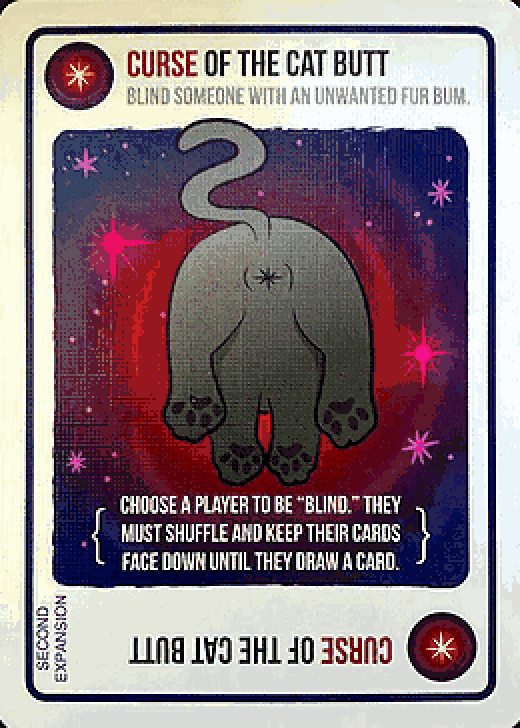 CURSE OF THE CAT BUTT
BLIND SOMEONE WITH AN UNWANTED FUR BUM.
CHOOSE A PLAYER TO BE “BLIND.” THEY
MUST SHUFFLE AND KEEP THEIR CARDS
FACE DOWN UNTIL THEY DRAW A CARD.
SECOND
EXPANSION
CURSE OF THE CAT BUTT